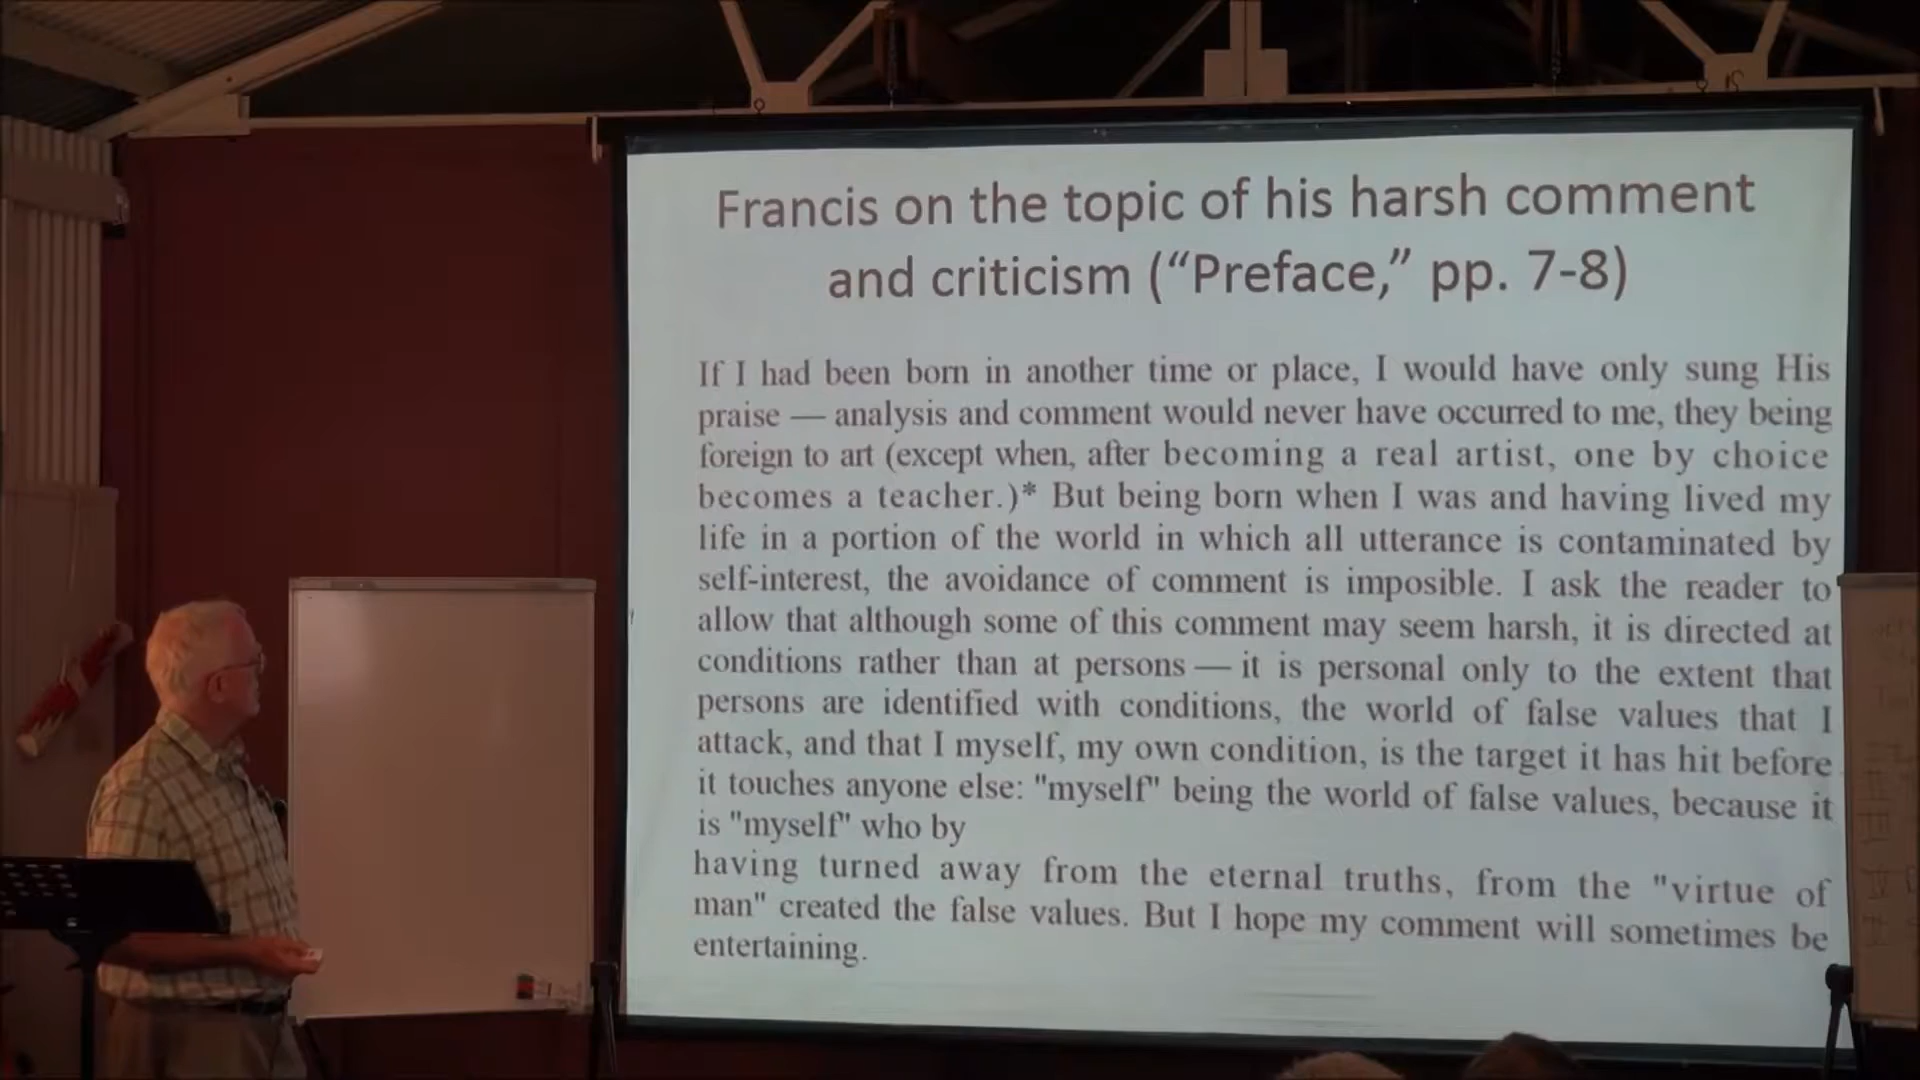 Francis on the topic of his harsh comment
and criticism (“Preface,” pp. 7-8)
If I had been born in another time or place, I would have only sung His
praise — analysis and comment would never have occurred to me, they being
foreign to art (except when, after becoming a real artist, one by choice
becomes a teacher.)* But being born when I was and having lived my
life in a portion of the world in which all utterance is contaminated by
self-interest, the avoidance of comment is imposible. I ask the reader to
allow that although some of this comment may seem harsh, it is directed at
conditions rather than at persons — it is personal only to the extent that
persons are identified with conditions, the world of false values that I
attack, and that I myself, my own condition, is the target it has hit before
it touches anyone else: "myself" being the world of false values, because it
is "myself" who by
having turned away from the eternal truths, from the "virtue of
man" created the false values. But I hope my comment will sometimes be
entertaining.